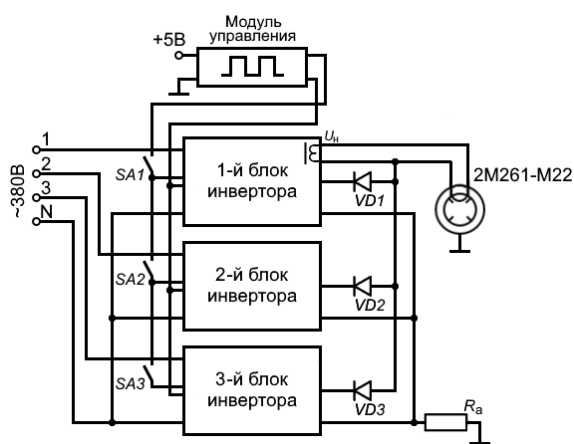 Модуль
управления
+5В
1
2
3
N
~380В
SA1
SA2
SA3
1-й блок
инвертора
Uн
VD1
2М261-М22
2-й блок
инвертора
VD2
3-й блок
инвертора
VD3
Rа